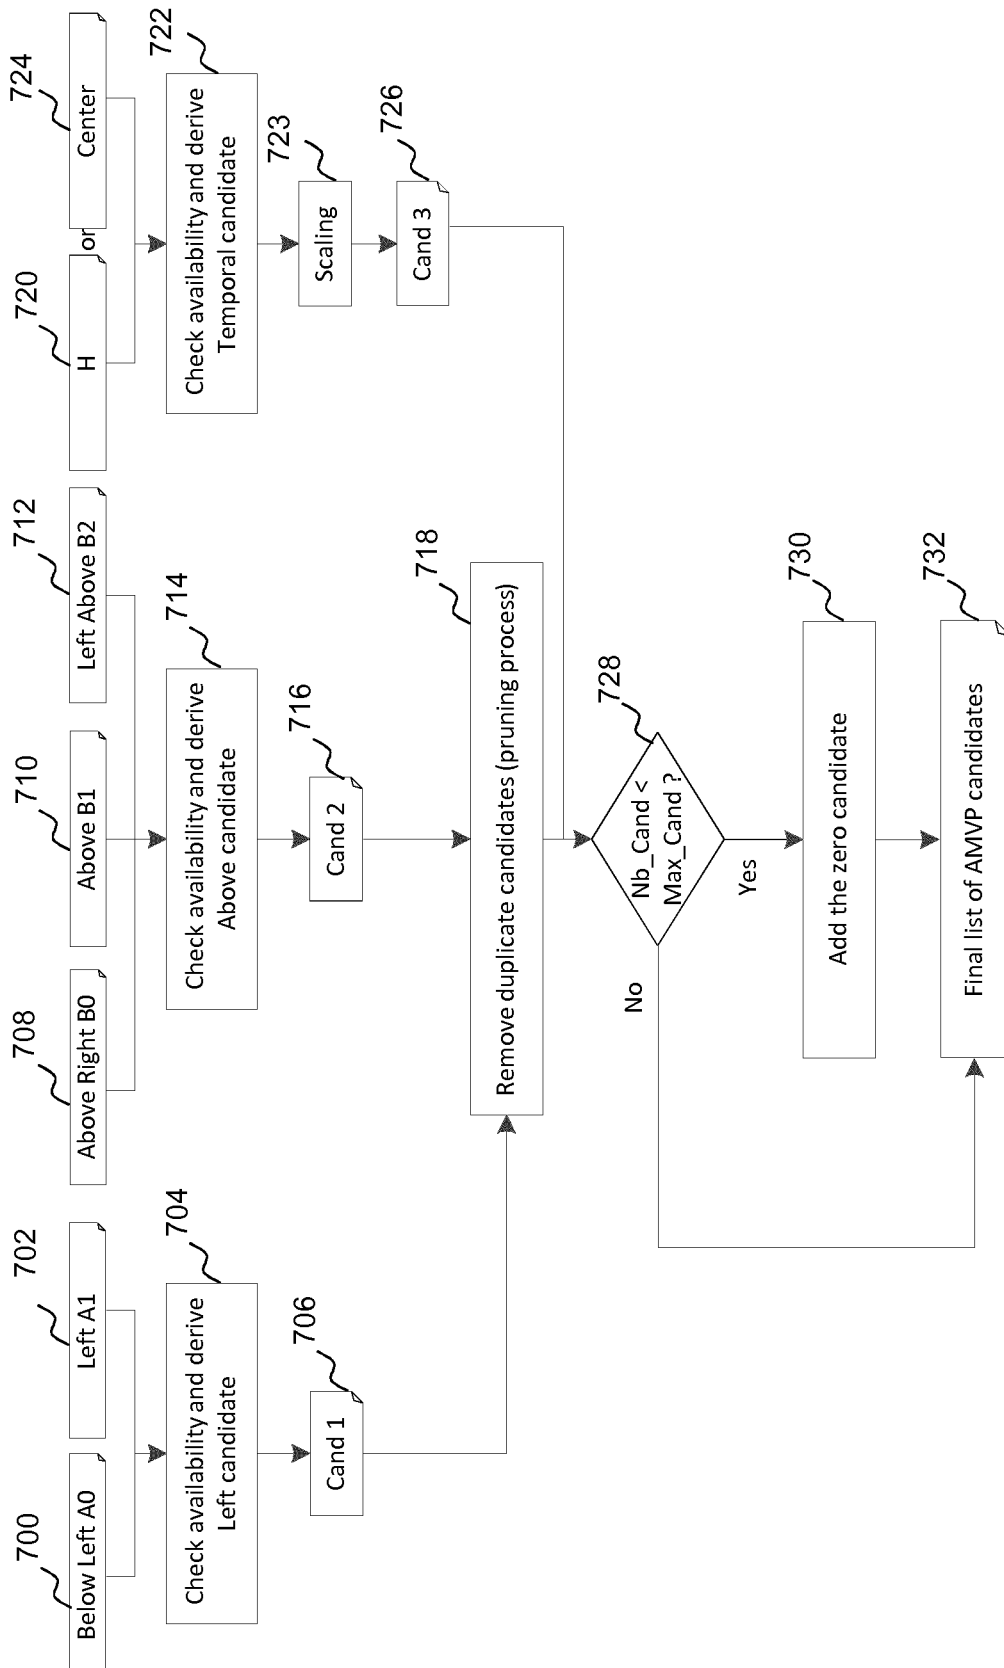 700
Below Left A0
702
Left A1
704
Check availability and derive
Left candidate
706
Cand 1
708
Above Right B0
710
Above B1
712
Left Above B2
714
Check availability and derive
Above candidate
716
Cand 2
718
Remove duplicate candidates (pruning process)
720
H
or
724
Center
722
Check availability and derive
Temporal candidate
723
Scaling
726
Cand 3
728
Nb_Cand <
Max_Cand ?
No
Yes
730
Add the zero candidate
732
Final list of AMVP candidates